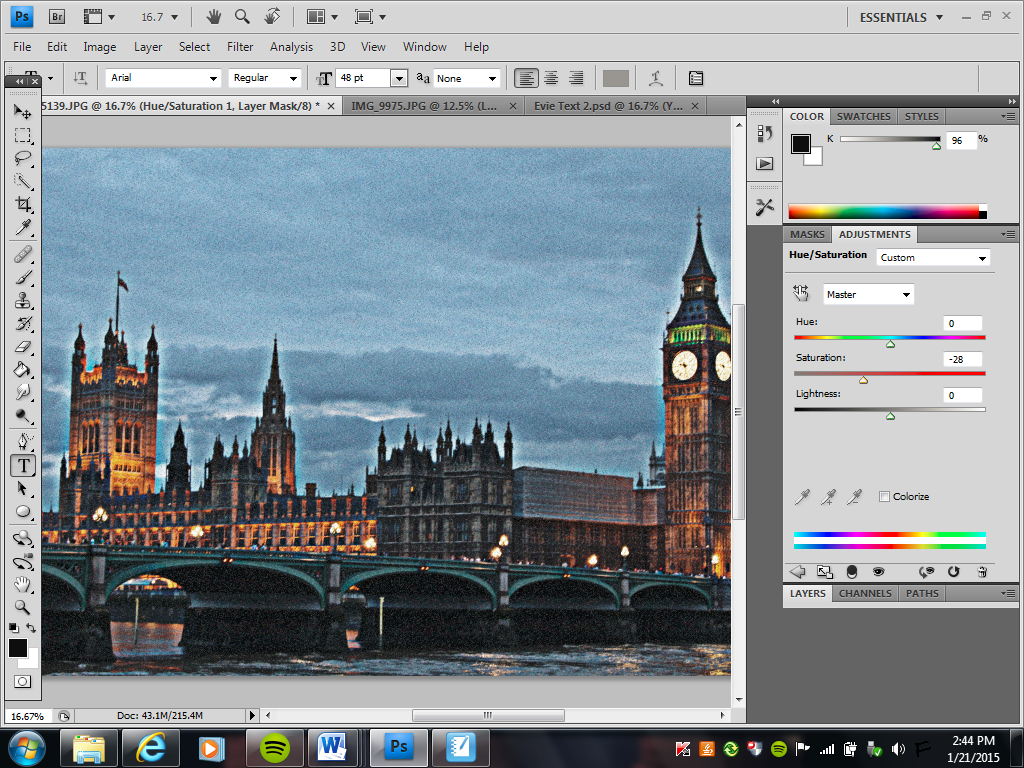 Ps Br 16.7 ESSENTIALS
File Edit Image Layer Select Filter Analysis 3D View Window Help
T T Arial Regular T 48 pt aa None
5139.JPG @ 16.7% (Hue/Saturation 1, Layer Mask/8) * × IMG_9975.JPG @ 12.5% (L... × Evie Text 2.psd @ 16.7% (Y... ×
COLOR SWATCHES STYLES
K 96 %
MASKS ADJUSTMENTS
Hue/Saturation Custom
Master
Hue: 0
Saturation: -28
Lightness: 0
T
Colorize
LAYERS CHANNELS PATHS
16.67% Doc: 43.1M/215.4M
W Ps 2:44 PM
1/21/2015